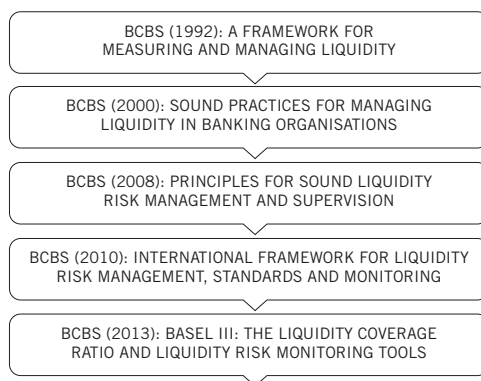 BCBS (1992): A FRAMEWORK FOR
MEASURING AND MANAGING LIQUIDITY
BCBS (2000): SOUND PRACTICES FOR MANAGING
LIQUIDITY IN BANKING ORGANISATIONS
BCBS (2008): PRINCIPLES FOR SOUND LIQUIDITY
RISK MANAGEMENT AND SUPERVISION
BCBS (2010): INTERNATIONAL FRAMEWORK FOR LIQUIDITY
RISK MANAGEMENT, STANDARDS AND MONITORING
BCBS (2013): BASEL III: THE LIQUIDITY COVERAGE
RATIO AND LIQUIDITY RISK MONITORING TOOLS